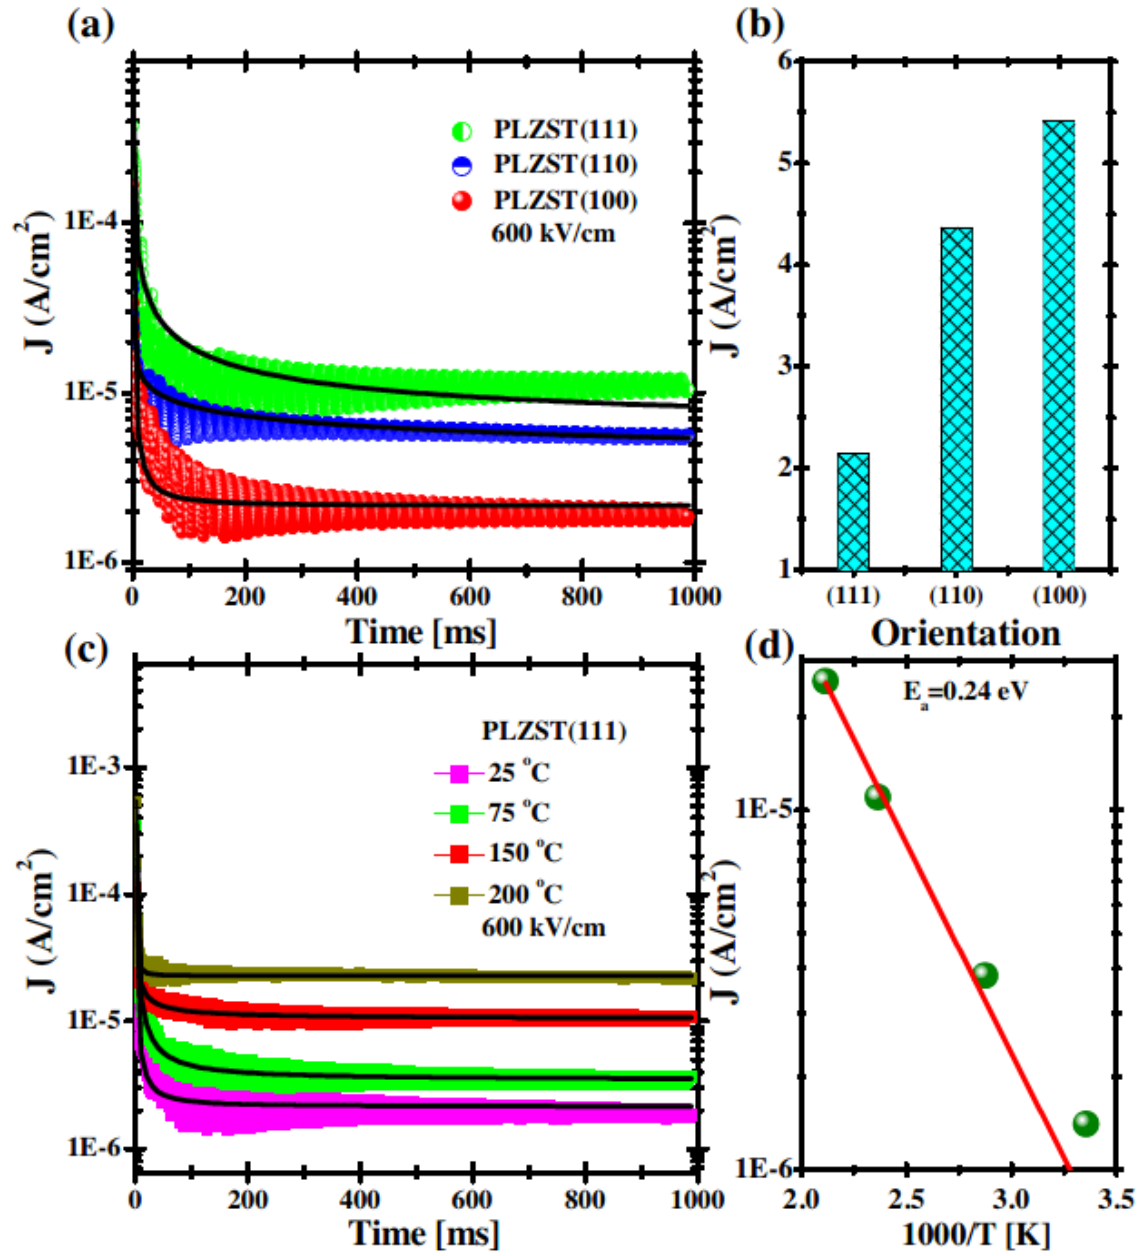 (a)
J (A/cm²)
1E-4
1E-5
1E-6
PLZST(111)
PLZST(110)
PLZST(100)
600 kV/cm
0 200 400 600 800 1000
Time [ms]
(b)
J (A/cm²)
6
5
4
3
2
1
(111) (110) (100)
Orientation
(c)
J (A/cm²)
1E-3
1E-4
1E-5
1E-6
PLZST(111)
25 °C
75 °C
150 °C
200 °C
600 kV/cm
0 200 400 600 800 1000
Time [ms]
(d)
J (A/cm²)
Eₐ=0.24 eV
1E-5
1E-6
2.0 2.5 3.0 3.5
1000/T [K]